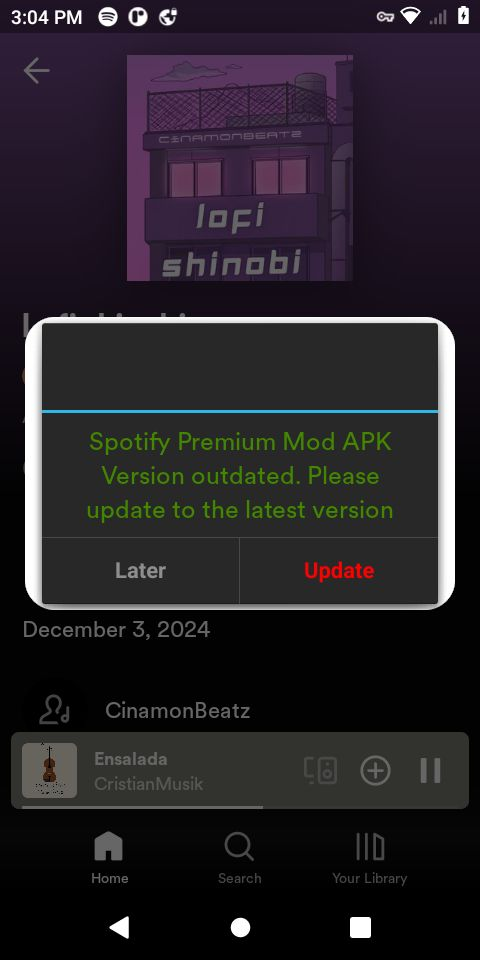 3:04 PM
CINAMONBEATZ
lofi
shinobi
Spotify Premium Mod APK
Version outdated. Please
update to the latest version
Later
Update
December 3, 2024
CinamonBeatz
Ensalada
CristianMusik
Home
Search
Your Library